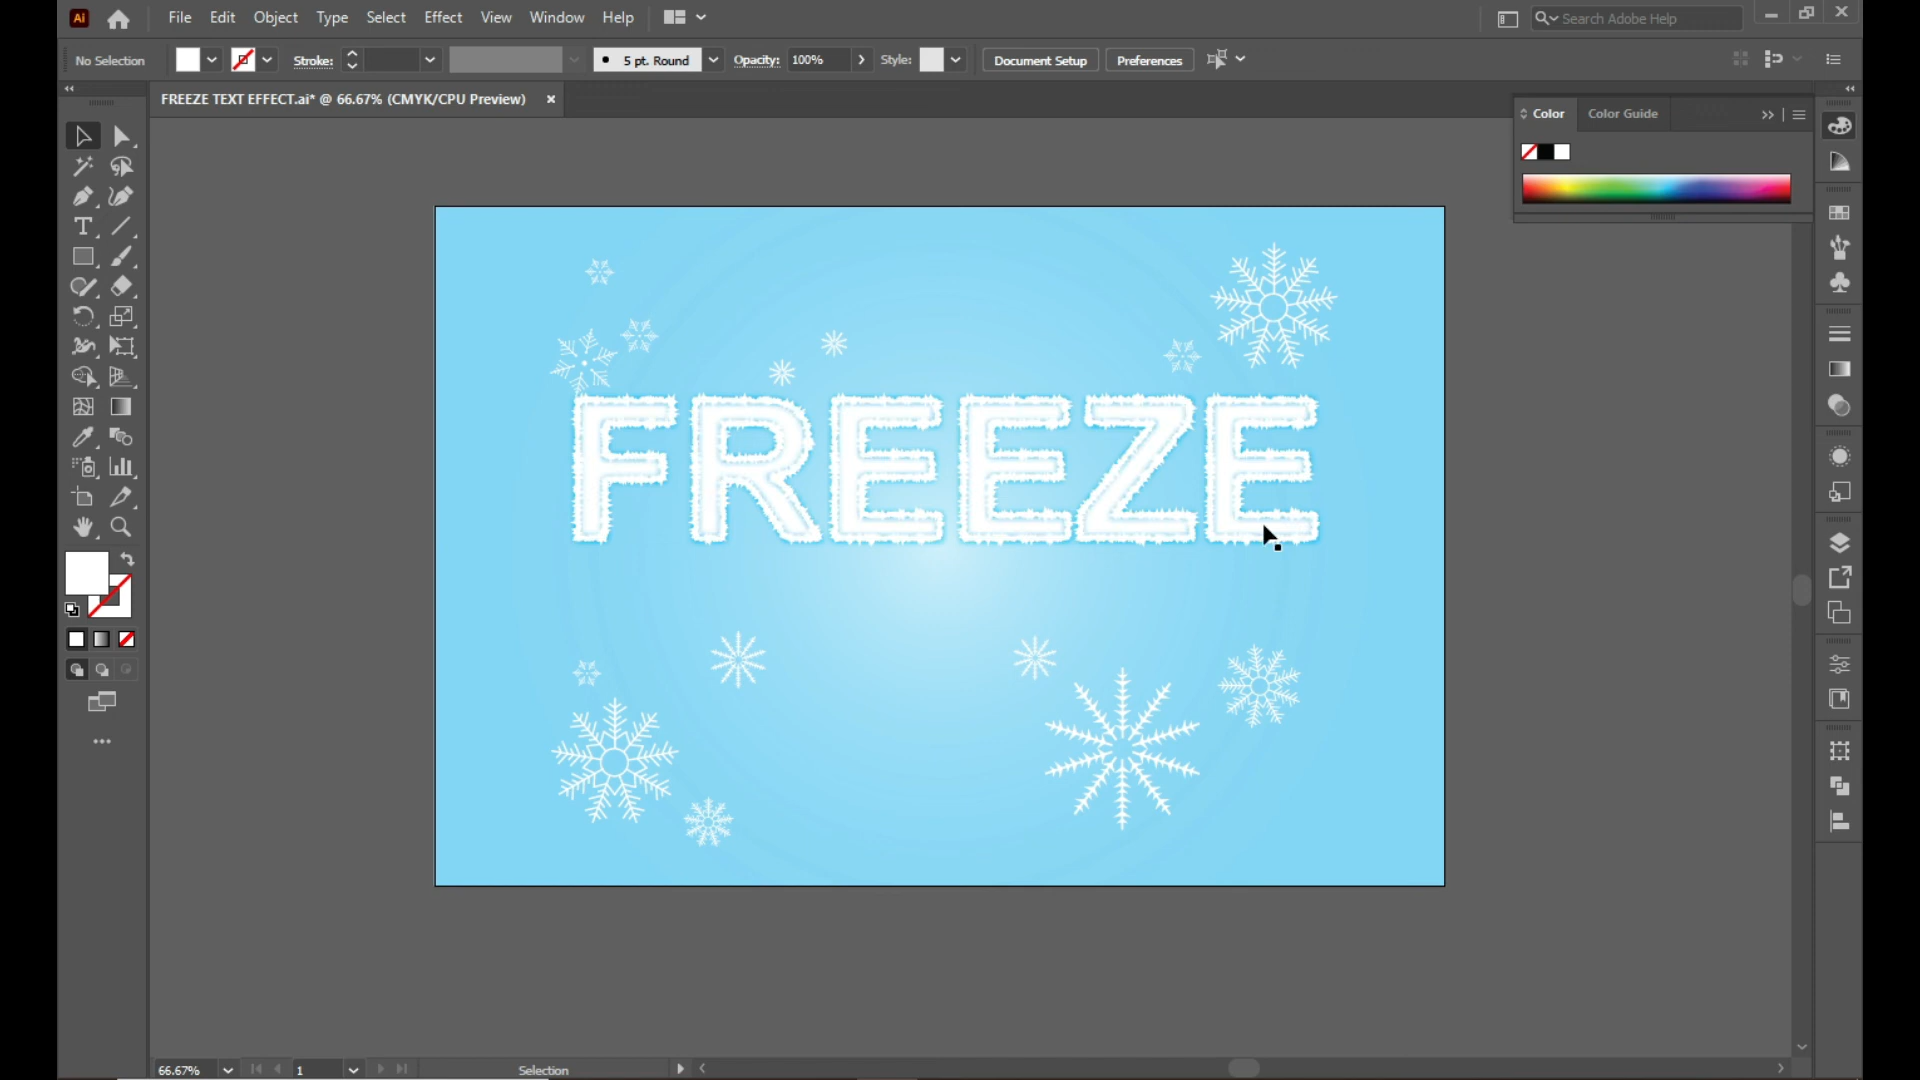 Ai File Edit Object Type Select Effect View Window Help Search Adobe Help
No Selection Stroke: 5 pt. Round Opacity: 100% Style: Document Setup Preferences
FREEZE TEXT EFFECT.ai* @ 66.67% (CMYK/CPU Preview)
Color Color Guide
FREEZE
66.67% 1 Selection